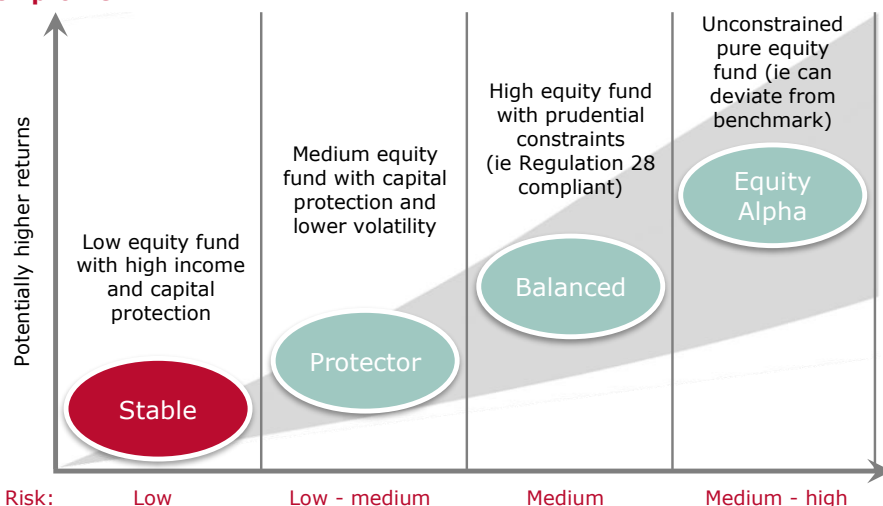 Potentially higher returns
Low equity fund
with high income
and capital
protection
Stable
Medium equity
fund with capital
protection and
lower volatility
Protector
High equity fund
with prudential
constraints
(ie Regulation 28
compliant)
Balanced
Unconstrained
pure equity
fund (ie can
deviate from
benchmark)
Equity
Alpha
Risk: Low Low - medium Medium Medium - high